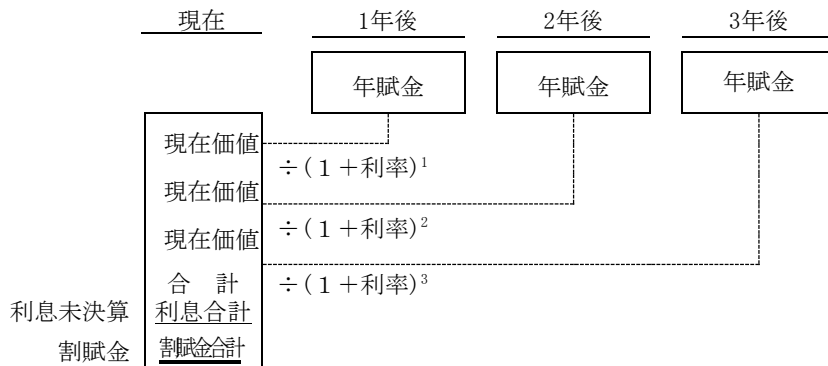 現在 1年後 2年後 3年後
年賦金 年賦金 年賦金
現在価値
÷(1+利率)1
現在価値
÷(1+利率)2
現在価値
合 計 ÷(1+利率)3
利息未決算 利息合計
割賦金 割賦金合計